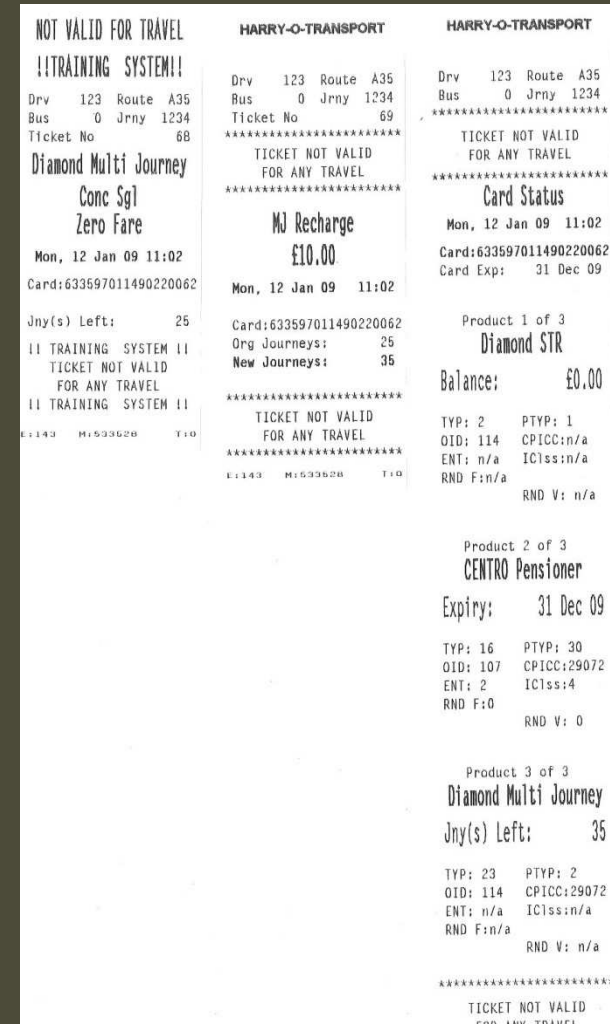 NOT VALID FOR TRAVEL
!!TRAINING SYSTEM!!
Drv 123 Route A35
Bus 0 Jrny 1234
Ticket No 68
Diamond Multi Journey
Conc Sgl
Zero Fare
Mon, 12 Jan 09 11:02
Card:633597011490220062
Jny(s) Left: 25
!! TRAINING SYSTEM !!
TICKET NOT VALID
FOR ANY TRAVEL
!! TRAINING SYSTEM !!
E:143 M:533528 T:0
HARRY-O-TRANSPORT
Drv 123 Route A35
Bus 0 Jrny 1234
Ticket No 69
************************
TICKET NOT VALID
FOR ANY TRAVEL
************************
MJ Recharge
£10.00
Mon, 12 Jan 09 11:02
Card:633597011490220062
Org Journeys: 25
New Journeys: 35
************************
TICKET NOT VALID
FOR ANY TRAVEL
************************
E:143 M:533528 T:0
HARRY-O-TRANSPORT
Drv 123 Route A35
Bus 0 Jrny 1234
************************
TICKET NOT VALID
FOR ANY TRAVEL
************************
Card Status
Mon, 12 Jan 09 11:02
Card:633597011490220062
Card Exp: 31 Dec 09
Product 1 of 3
Diamond STR
Balance: £0.00
TYP: 2 PTYP: 1
OID: 114 CPICC:n/a
ENT: n/a IClss:n/a
RND F:n/a
RND V: n/a
Product 2 of 3
CENTRO Pensioner
Expiry: 31 Dec 09
TYP: 16 PTYP: 30
OID: 107 CPICC:29072
ENT: 2 IClss:4
RND F:0
RND V: 0
Product 3 of 3
Diamond Multi Journey
Jny(s) Left: 35
TYP: 23 PTYP: 2
OID: 114 CPICC:29072
ENT: n/a IClss:n/a
RND F:n/a
RND V: n/a
************************
TICKET NOT VALID
FOR ANY TRAVEL